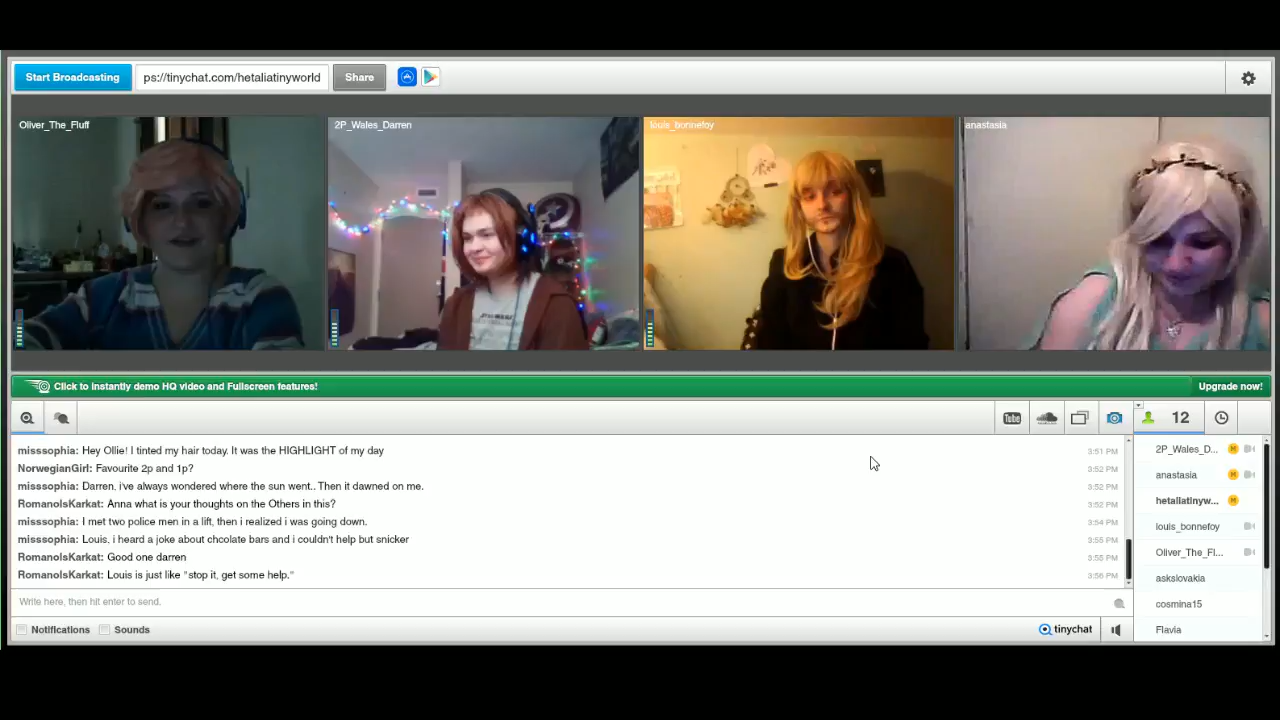 Start Broadcasting
ps://tinychat.com/hetaliatinyworld
Share
Oliver_The_Fluff
2P_Wales_Darren
louis_bonnefoy
anastasia
Click to instantly demo HQ video and Fullscreen features!
Upgrade now!
You Tube
12
misssophia: Hey Ollie! I tinted my hair today. It was the HIGHLIGHT of my day 3:51 PM
NorwegianGirl: Favourite 2p and 1p? 3:52 PM
misssophia: Darren, i've always wondered where the sun went.. Then it dawned on me. 3:52 PM
RomanoIsKarkat: Anna what is your thoughts on the Others in this? 3:52 PM
misssophia: I met two police men in a lift, then i realized i was going down. 3:54 PM
misssophia: Louis, i heard a joke about chcolate bars and i couldn't help but snicker 3:55 PM
RomanoIsKarkat: Good one darren 3:55 PM
RomanoIsKarkat: Louis is just like "stop it, get some help." 3:56 PM
Write here, then hit enter to send.
Notifications
Sounds
tinychat
2P_Wales_D... M
anastasia M
hetaliatinyw... M
louis_bonnefoy
Oliver_The_Fl...
askslovakia
cosmina15
Flavia